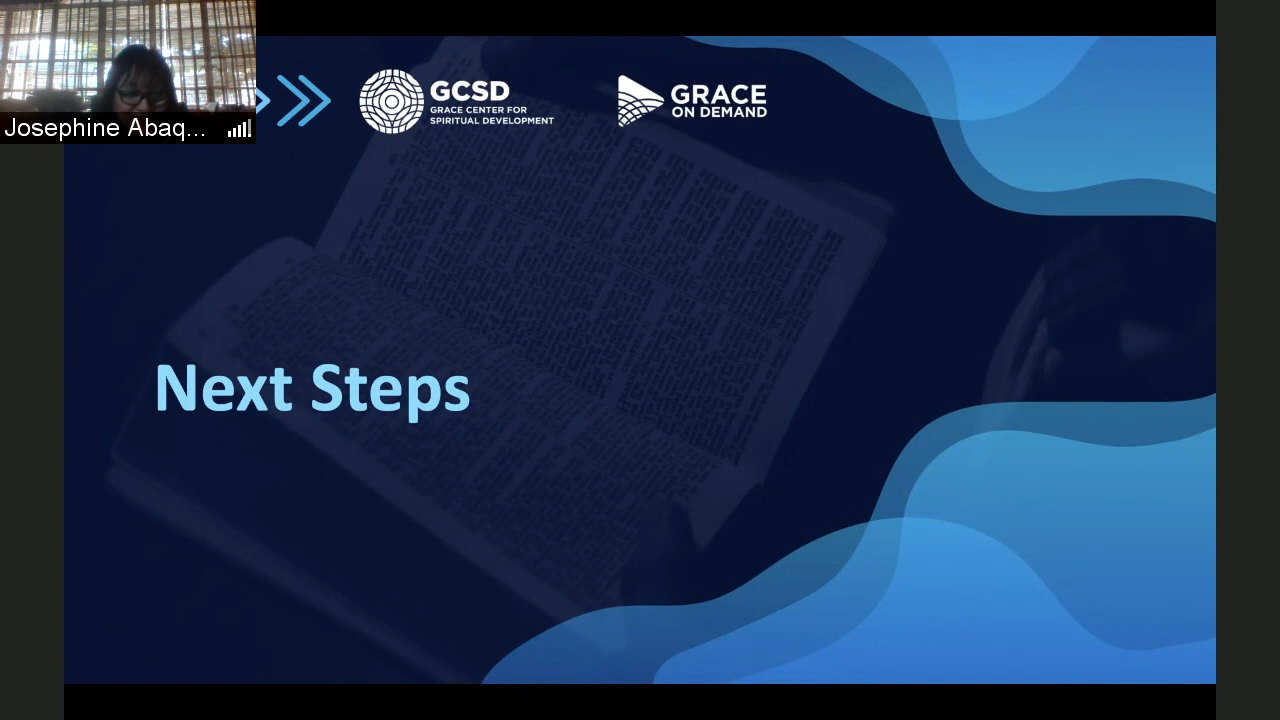 Josephine Abaq...
GCSD
GRACE CENTER FOR
SPIRITUAL DEVELOPMENT
GRACE
ON DEMAND
Next Steps